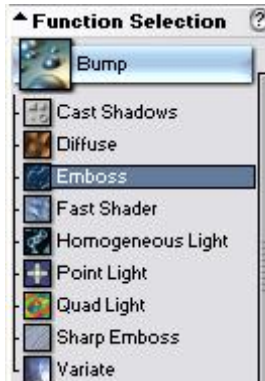 Function Selection ?
Bump
Cast Shadows
Diffuse
Emboss
Fast Shader
Homogeneous Light
Point Light
Quad Light
Sharp Emboss
Variate